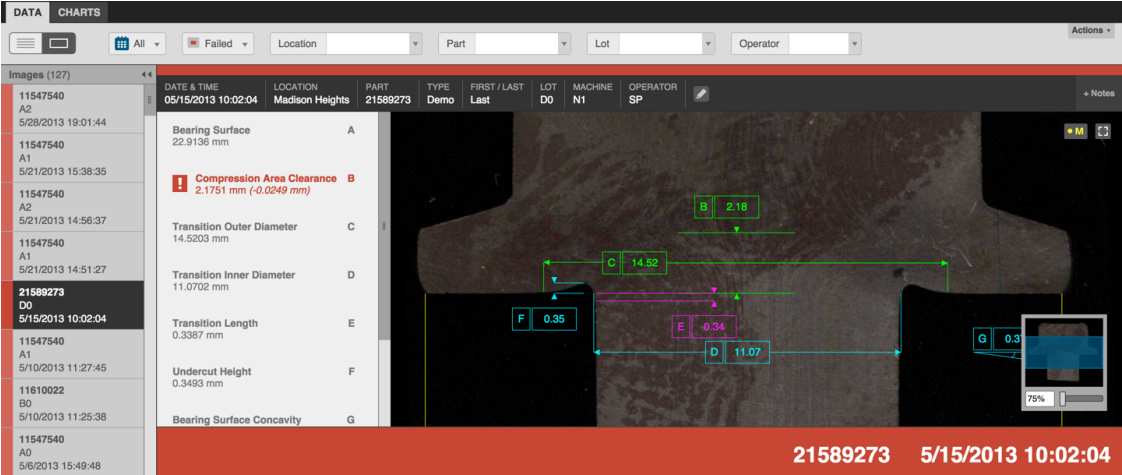 DATA CHARTS
Actions
All Failed Location Part Lot Operator
Images (127)
11547540
A2
5/28/2013 19:01:44
11547540
A1
5/21/2013 15:38:35
11547540
A2
5/21/2013 14:56:37
11547540
A1
5/21/2013 14:51:27
21589273
D0
5/15/2013 10:02:04
11547540
A1
5/10/2013 11:27:45
11610022
B0
5/10/2013 11:25:38
11547540
A0
5/6/2013 15:49:48
DATE & TIME LOCATION PART TYPE FIRST / LAST LOT MACHINE OPERATOR
05/15/2013 10:02:04 Madison Heights 21589273 Demo Last D0 N1 SP
+ Notes
Bearing Surface A
22.9136 mm
! Compression Area Clearance B
2.1751 mm (-0.0249 mm)
Transition Outer Diameter C
14.5203 mm
Transition Inner Diameter D
11.0702 mm
Transition Length E
0.3387 mm
Undercut Height F
0.3493 mm
Bearing Surface Concavity G
M
B 2.18
C 14.52
F 0.35
E 0.34
D 11.07
G
75%
21589273 5/15/2013 10:02:04